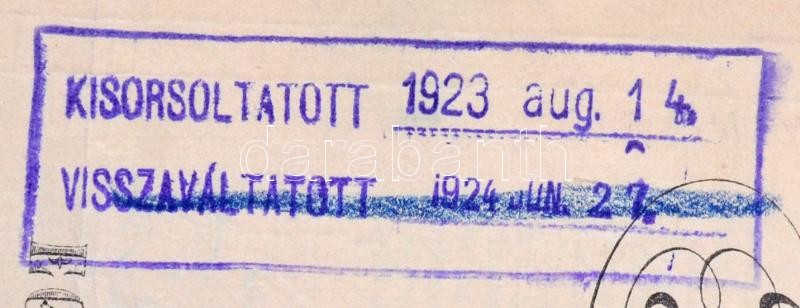 KISORSOLTATOTT 1923 aug. 14.
VISSZAVÁLTATOTT 1924 JUN. 27.
darabanth